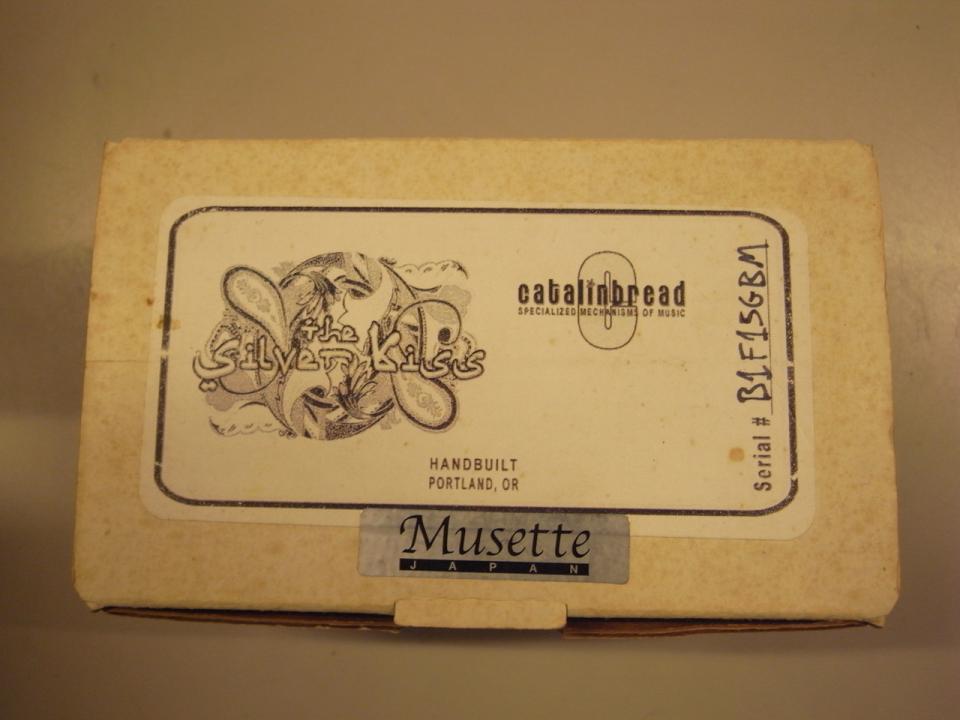 the
Silver Kiss
catalinbread
SPECIALIZED MECHANISMS OF MUSIC
HANDBUILT
PORTLAND, OR
Serial # B1F15GBM
Musette
JAPAN